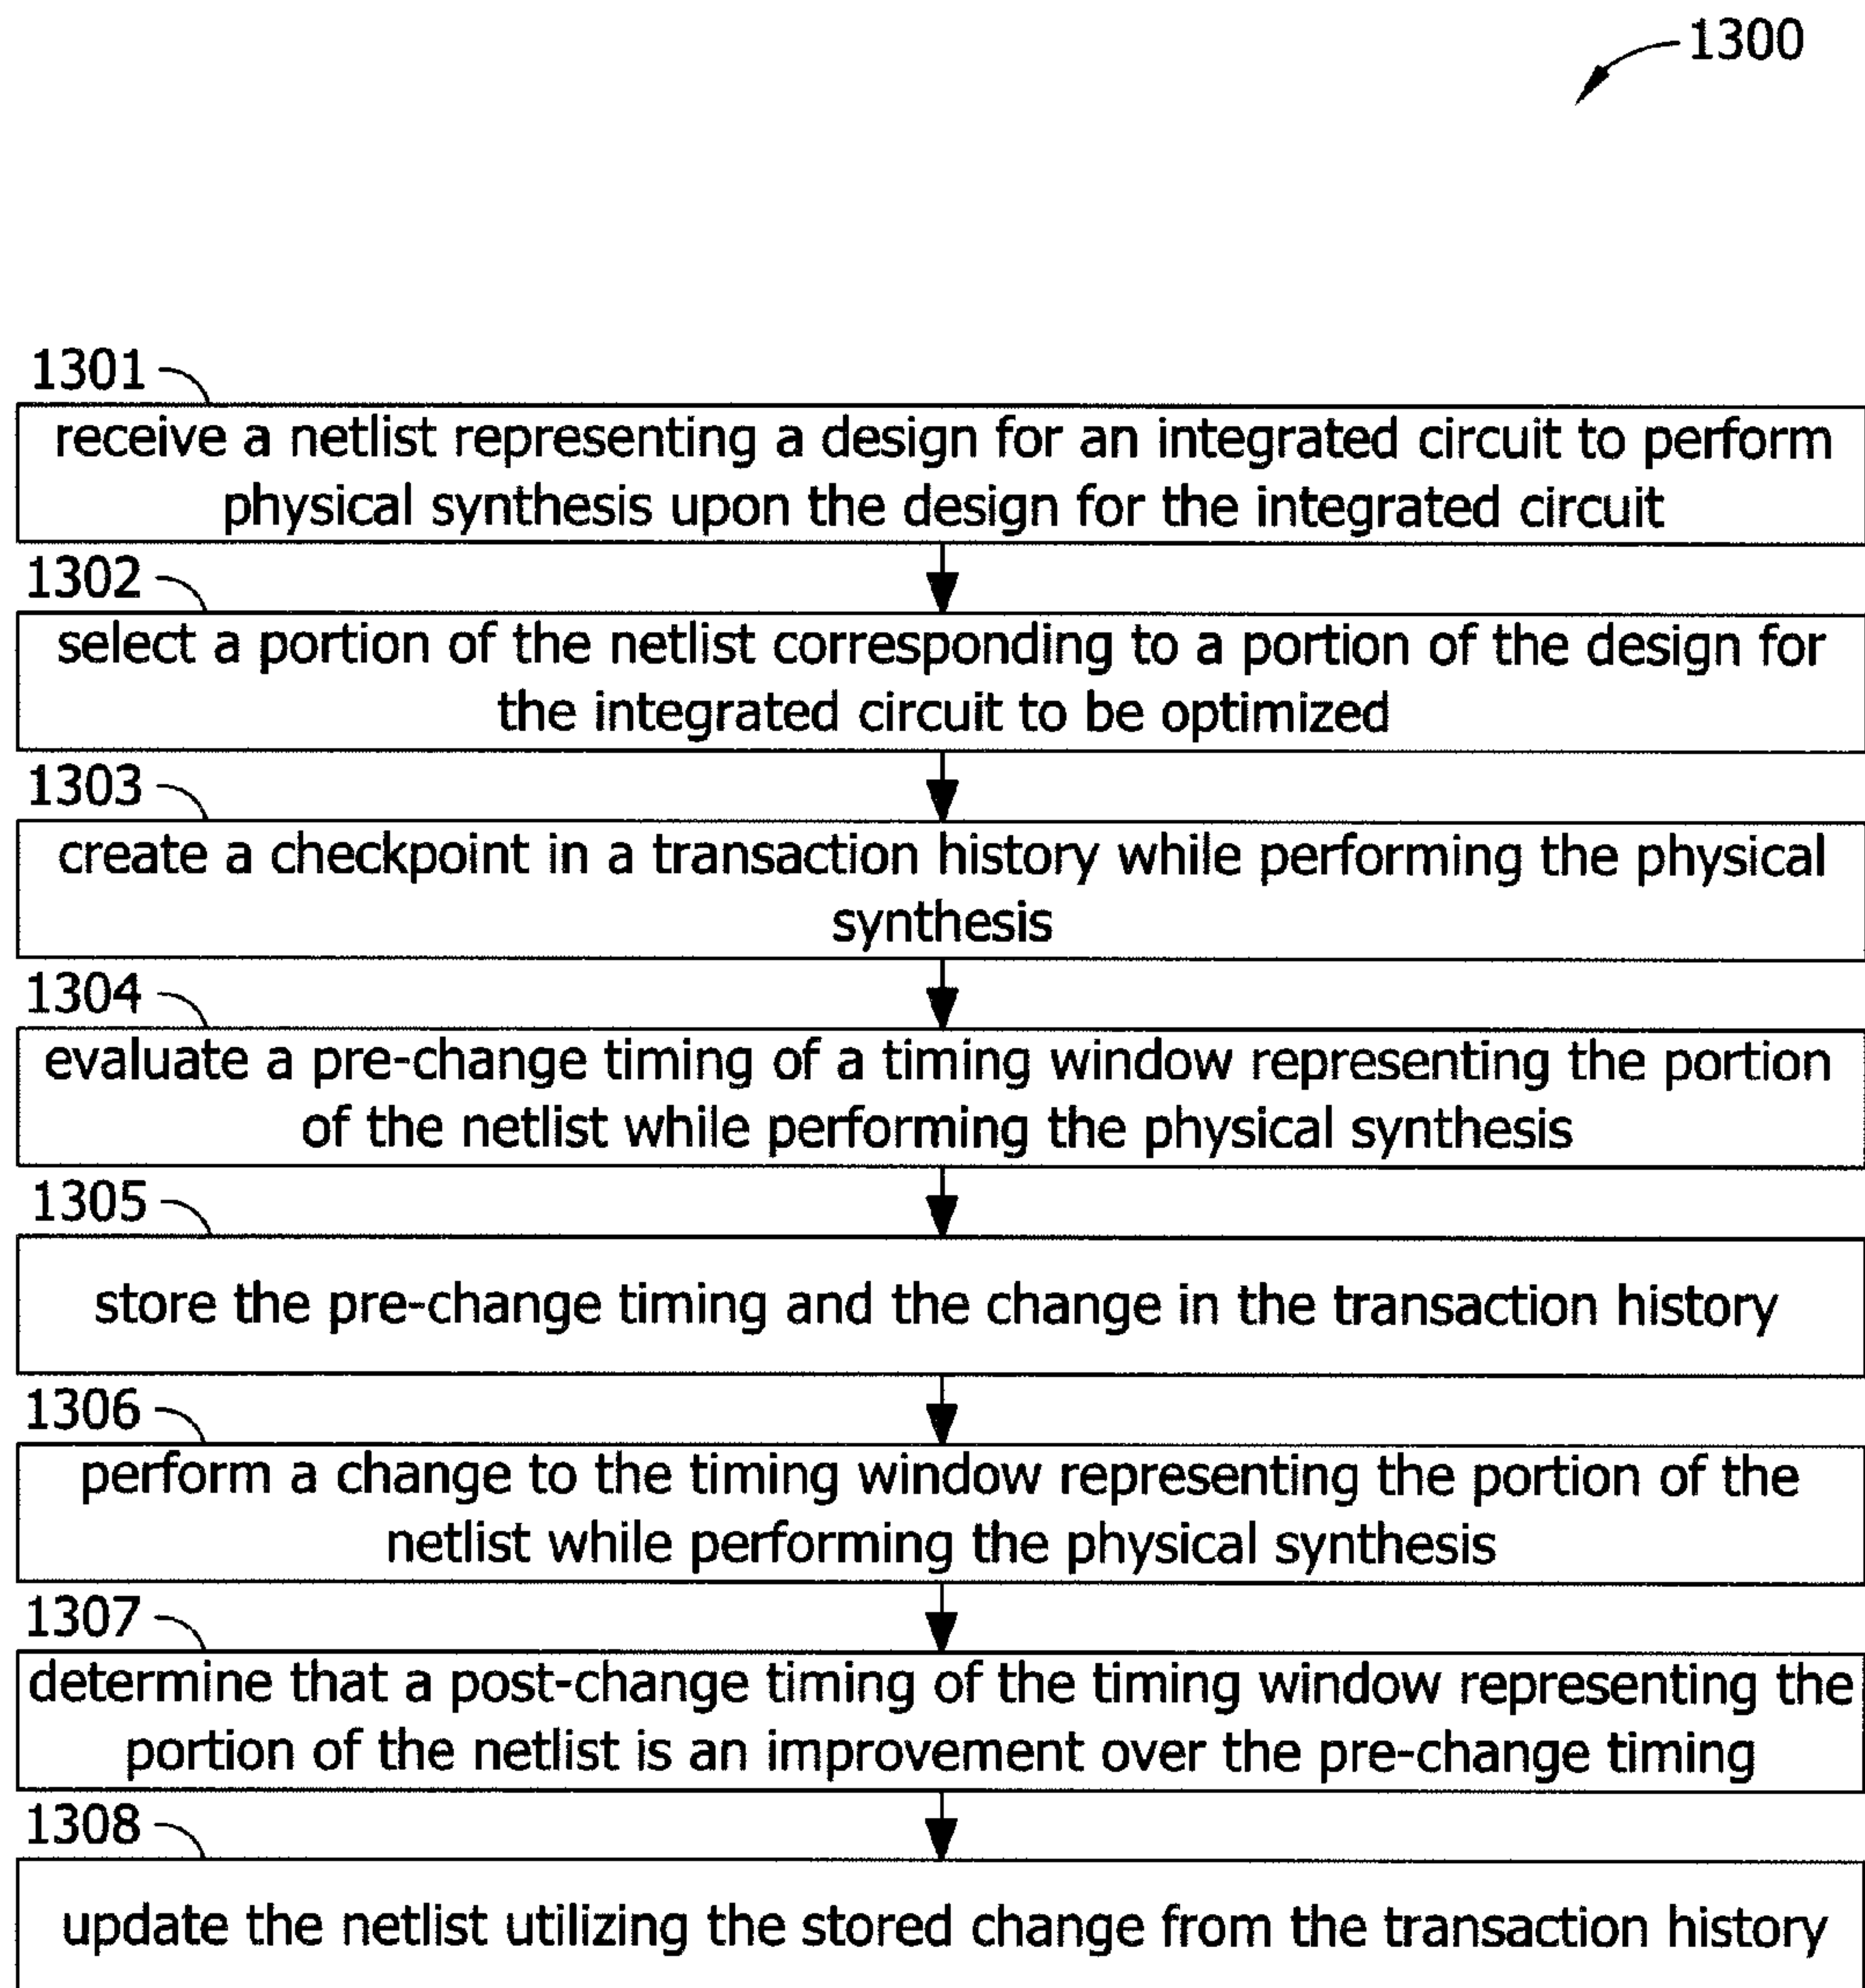 1300
1301
receive a netlist representing a design for an integrated circuit to perform
physical synthesis upon the design for the integrated circuit
1302
select a portion of the netlist corresponding to a portion of the design for
the integrated circuit to be optimized
1303
create a checkpoint in a transaction history while performing the physical
synthesis
1304
evaluate a pre-change timing of a timing window representing the portion
of the netlist while performing the physical synthesis
1305
store the pre-change timing and the change in the transaction history
1306
perform a change to the timing window representing the portion of the
netlist while performing the physical synthesis
1307
determine that a post-change timing of the timing window representing the
portion of the netlist is an improvement over the pre-change timing
1308
update the netlist utilizing the stored change from the transaction history